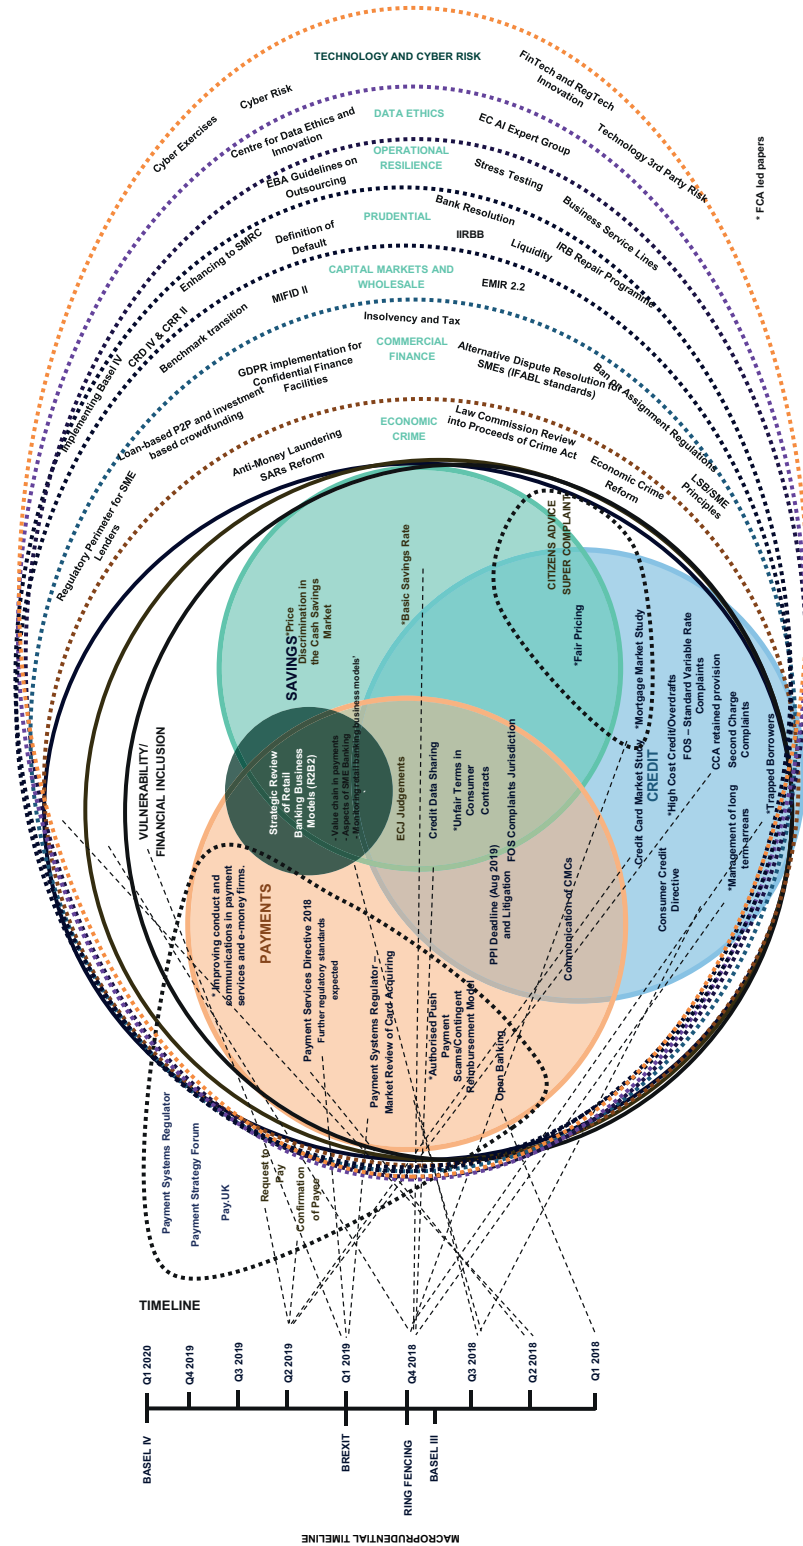 TECHNOLOGY AND CYBER RISK
FinTech and RegTech
Innovation
Cyber Risk
Cyber Exercises
Technology 3rd Party Risk
* FCA led papers
DATA ETHICS
Centre for Data Ethics and
Innovation
EC AI Expert Group
OPERATIONAL
RESILIENCE
EBA Guidelines on
Outsourcing
Stress Testing
Business Service Lines
Enhancing to SMRC
PRUDENTIAL
Definition of
Default
Bank Resolution
IIRBB
Liquidity
IRB Repair Programme
Implementing Basel IV
CRD IV & CRR II
CAPITAL MARKETS AND
WHOLESALE
Benchmark transition
MIFID II
EMIR 2.2
Insolvency and Tax
COMMERCIAL
FINANCE
GDPR implementation for
Confidential Finance
Facilities
Alternative Dispute Resolution for
SMEs (IFABL standards)
Ban on Assignment Regulations
Loan-based P2P and investment
based crowdfunding
Regulatory Perimeter for SME
Lenders
LSB/SME
Principles
ECONOMIC
CRIME
Anti-Money Laundering
SARs Reform
Law Commission Review
into Proceeds of Crime Act
Economic Crime
Reform
VULNERABILITY/
FINANCIAL INCLUSION
SAVINGS
*Price
Discrimination in
the Cash Savings
Market
*Basic Savings Rate
CITIZENS ADVICE
SUPER COMPLAINT
*Fair Pricing
Strategic Review
of Retail
Banking Business
Models (R2B2)
- Value chain in payments
- Aspects of SME Banking
- Monitoring retail banking business models'
ECJ Judgements
Credit Data Sharing
*Unfair Terms in
Consumer
Contracts
FOS Complaints Jurisdiction
PPI Deadline (Aug 2019)
and Litigation
Communication of CMCs
CREDIT
*Mortgage Market Study
Credit Card Market Study
*High Cost Credit/Overdrafts
FOS – Standard Variable Rate
Complaints
CCA retained provision
Second Charge
Complaints
*Trapped Borrowers
*Management of long
term arrears
Consumer Credit
Directive
PAYMENTS
*Improving conduct and
communications in payment
services and e-money firms.
Payment Services Directive 2018
Further regulatory standards
expected
Payment Systems Regulator –
Market Review of Card-Acquiring
*Authorised Push
Payment
Scams/Contingent
Reimbursement Model
Open Banking
Payment Systems Regulator
Payment Strategy Forum
Pay.UK
Request to
Pay
Confirmation
of Payee
TIMELINE
Q1 2020
Q4 2019
Q3 2019
Q2 2019
Q1 2019
Q4 2018
Q3 2018
Q2 2018
Q1 2018
BASEL IV
BREXIT
RING FENCING
BASEL III
MACROPRUDENTIAL TIMELINE